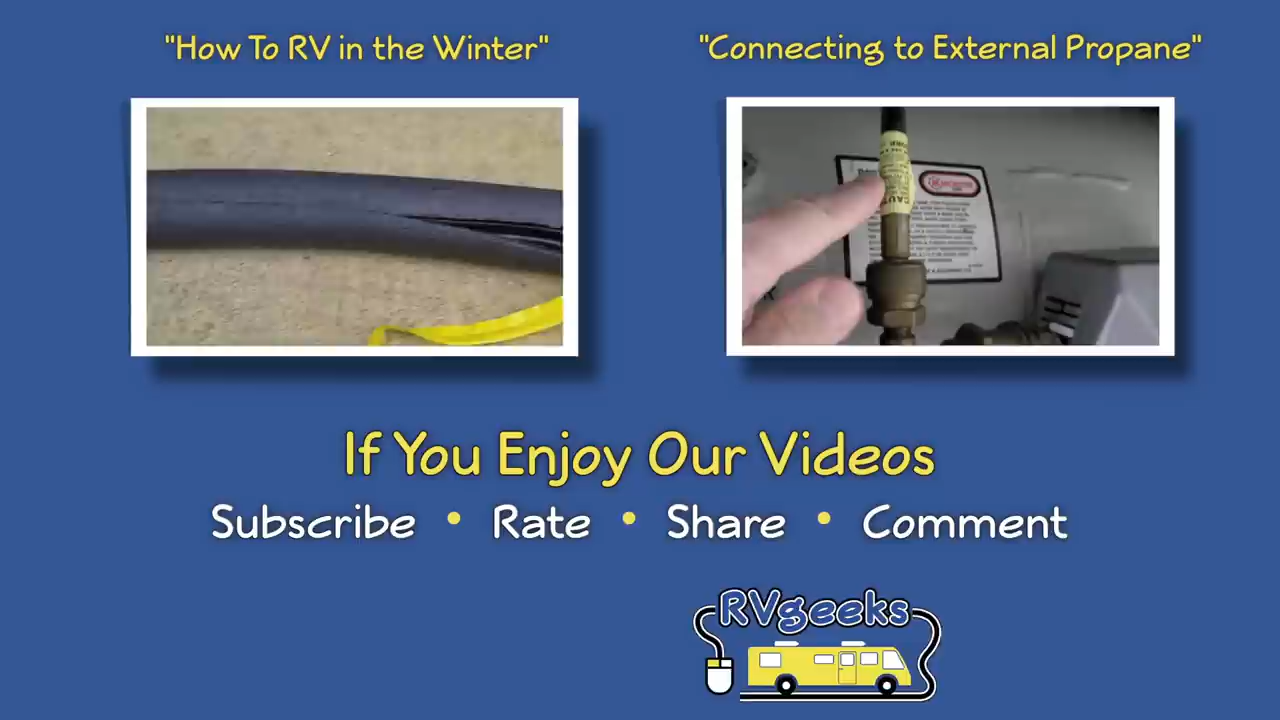 "How To RV in the Winter"
"Connecting to External Propane"
If You Enjoy Our Videos
Subscribe • Rate • Share • Comment
RVgeeks